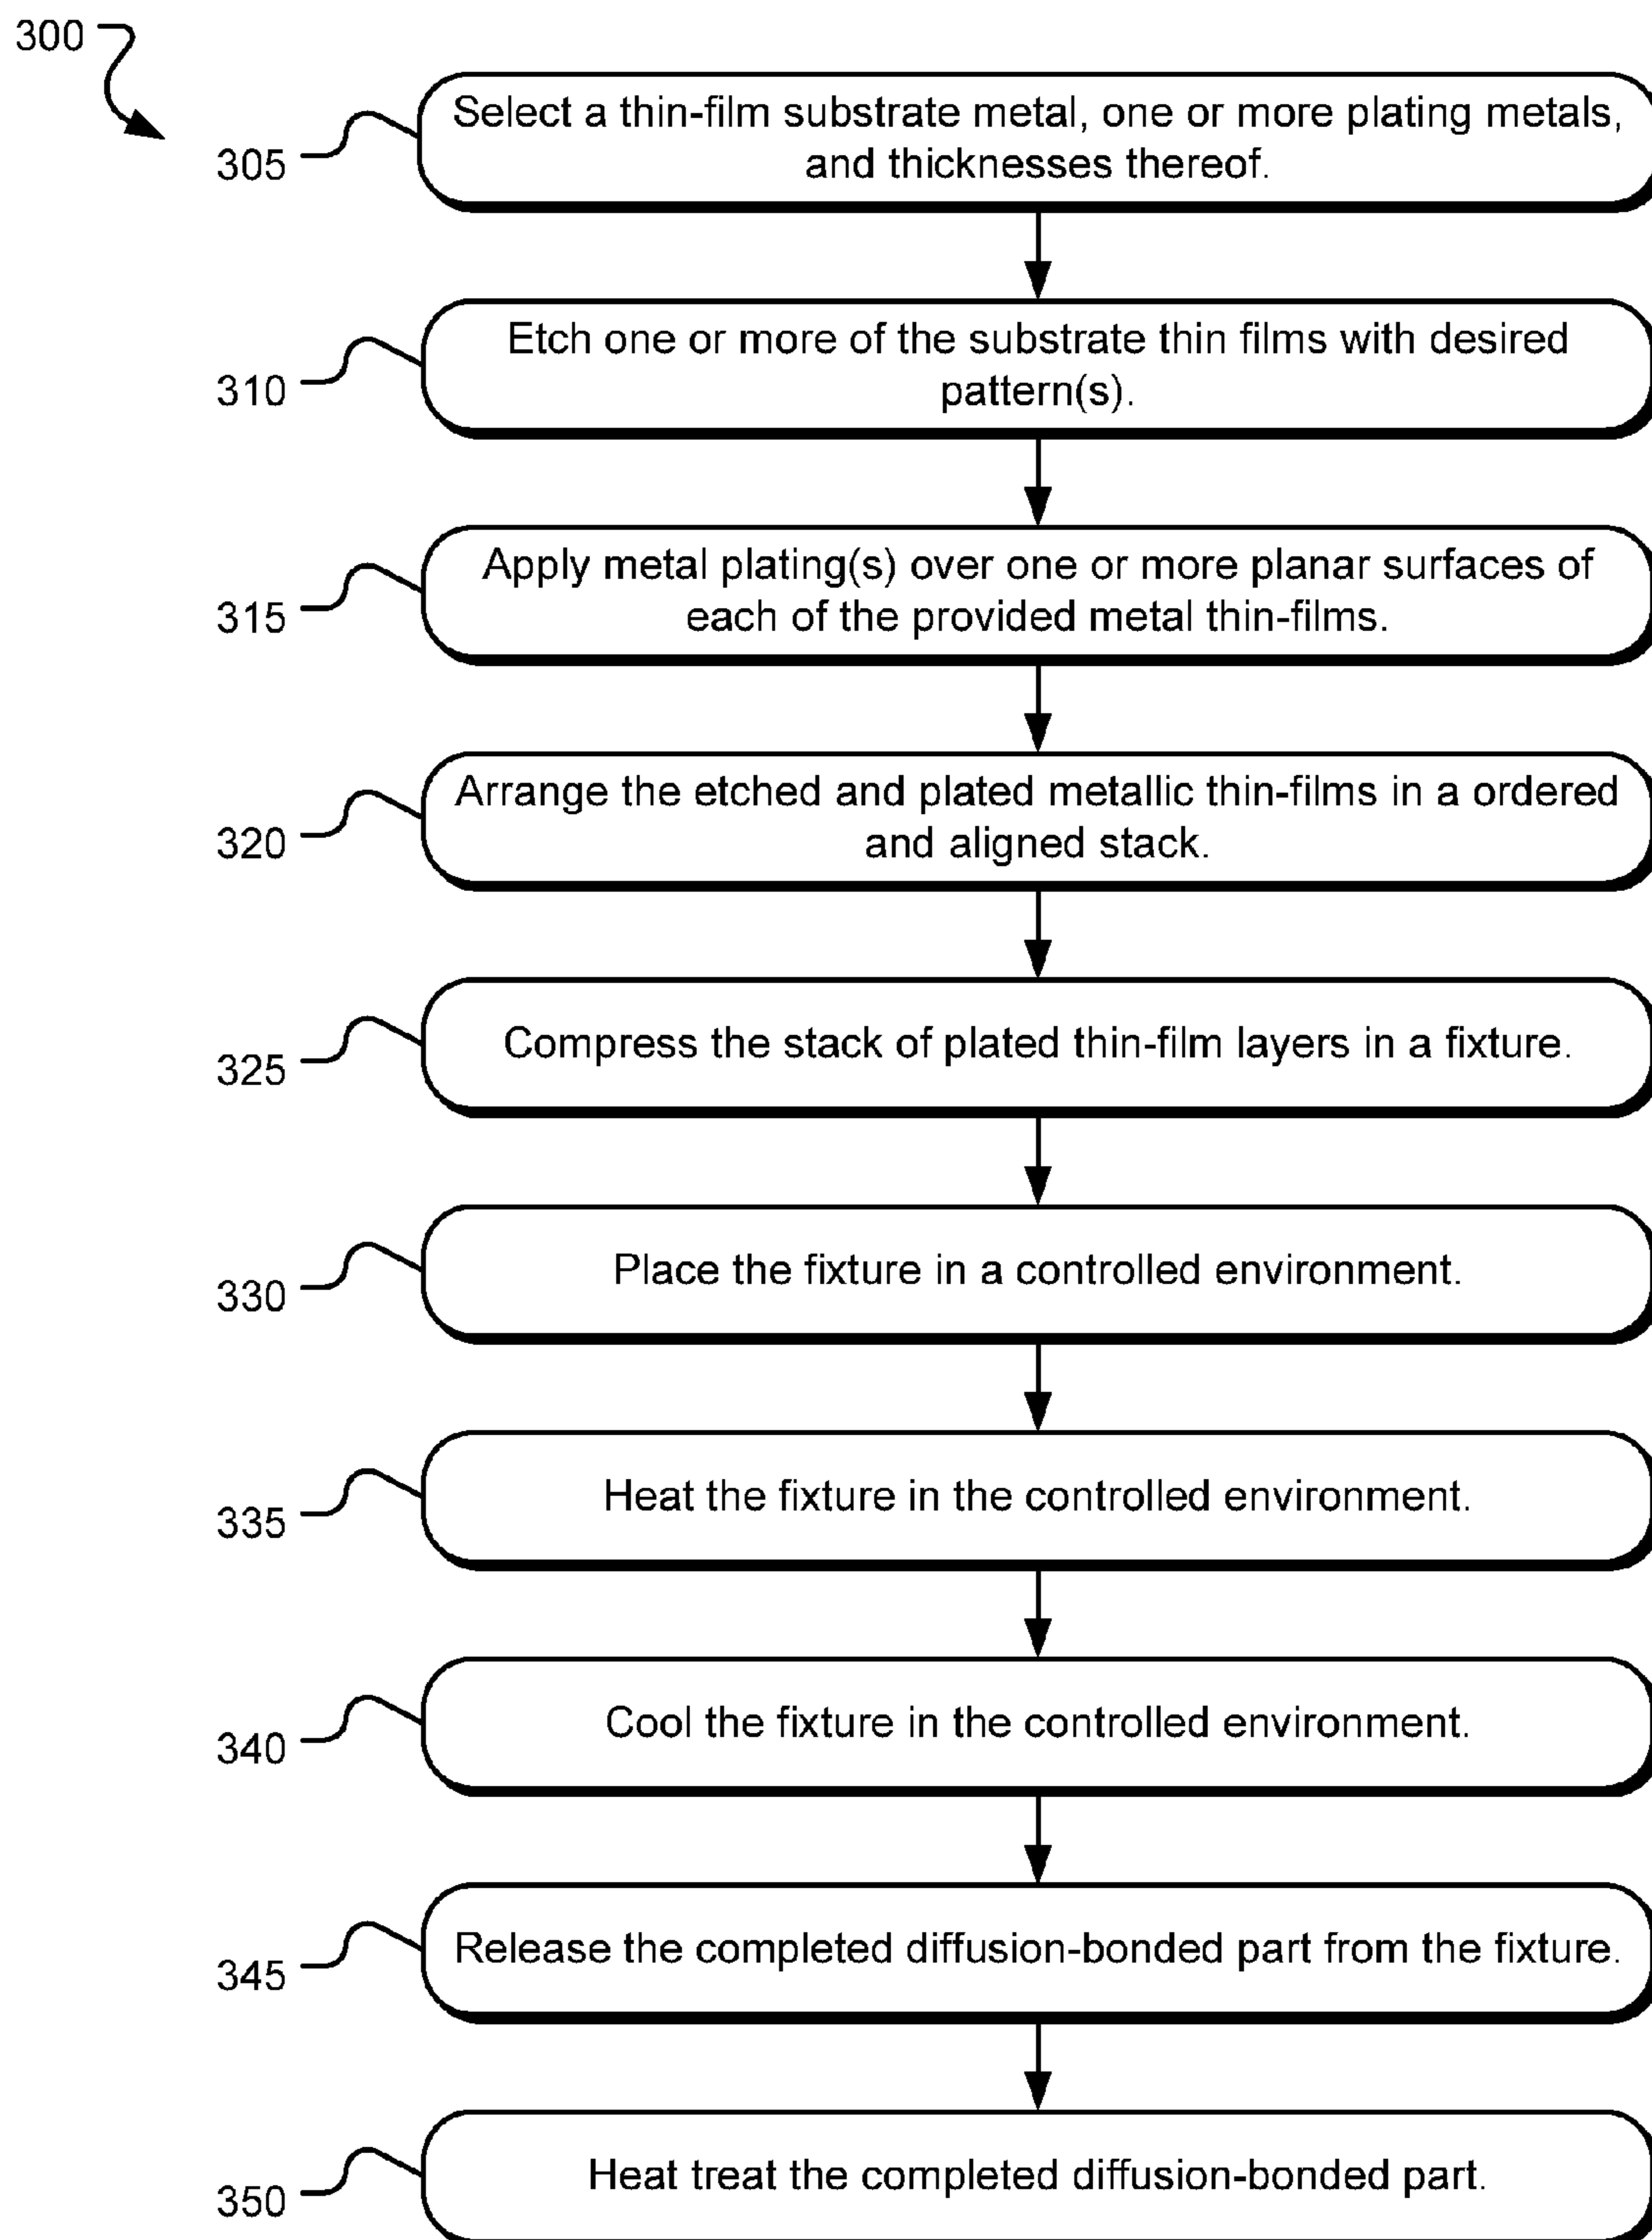 300
305
Select a thin-film substrate metal, one or more plating metals,
and thicknesses thereof.
310
Etch one or more of the substrate thin films with desired
pattern(s).
315
Apply metal plating(s) over one or more planar surfaces of
each of the provided metal thin-films.
320
Arrange the etched and plated metallic thin-films in a ordered
and aligned stack.
325
Compress the stack of plated thin-film layers in a fixture.
330
Place the fixture in a controlled environment.
335
Heat the fixture in the controlled environment.
340
Cool the fixture in the controlled environment.
345
Release the completed diffusion-bonded part from the fixture.
350
Heat treat the completed diffusion-bonded part.